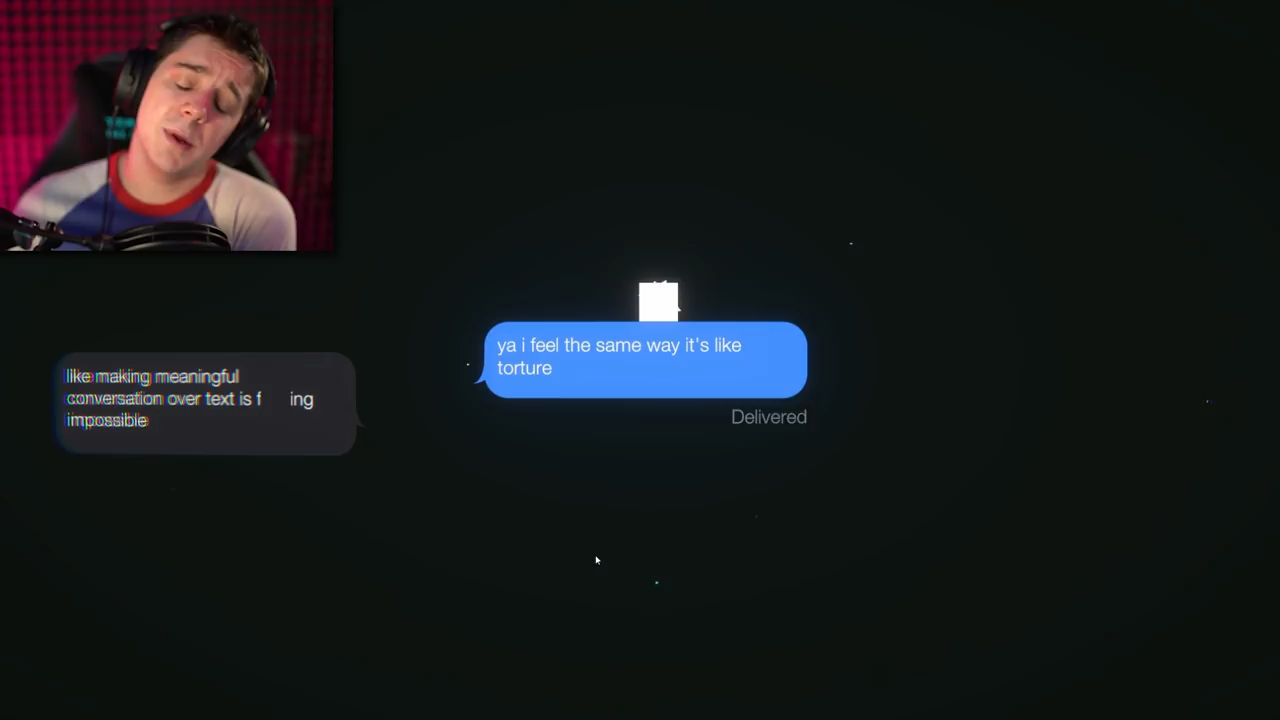 like making meaningful
conversation over text is f ing
impossible
ya i feel the same way it's like
torture
Delivered